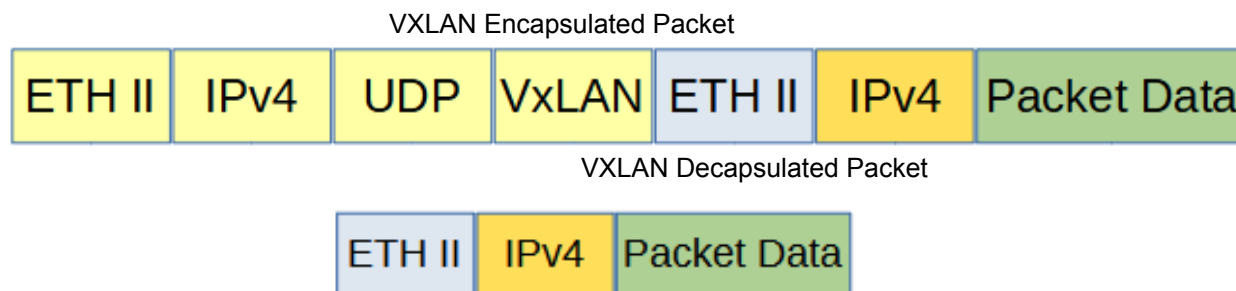 VXLAN Encapsulated Packet
ETH II IPv4 UDP VxLAN ETH II IPv4 Packet Data
VXLAN Decapsulated Packet
ETH II IPv4 Packet Data